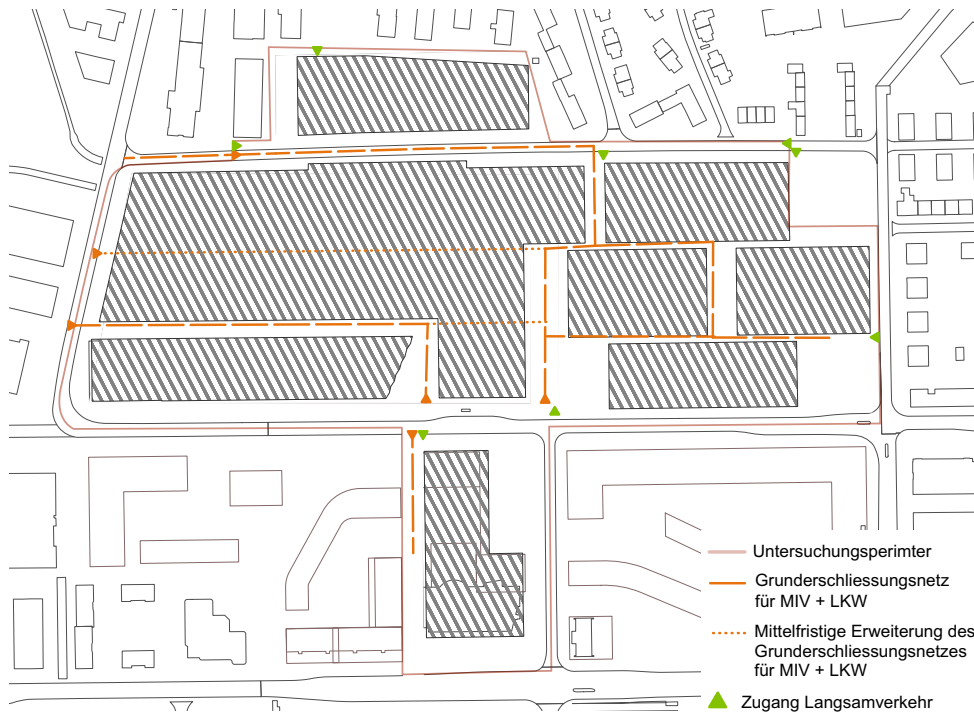 Untersuchungsperimter
Grunderschliessungsnetz
für MIV + LKW
Mittelfristige Erweiterung des
Grunderschliessungsnetzes
für MIV + LKW
Zugang Langsamverkehr